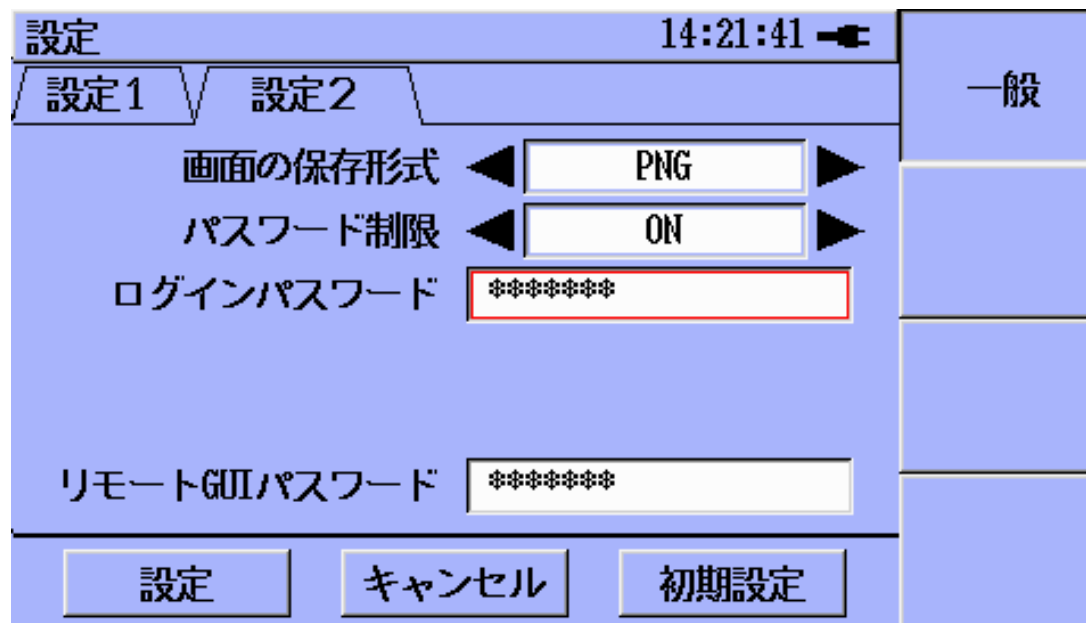 設定 14:21:41
設定1 設定2
一般
画面の保存形式 PNG
パスワード制限 ON
ログインパスワード *******
リモートGUIパスワード *******
設定 キャンセル 初期設定